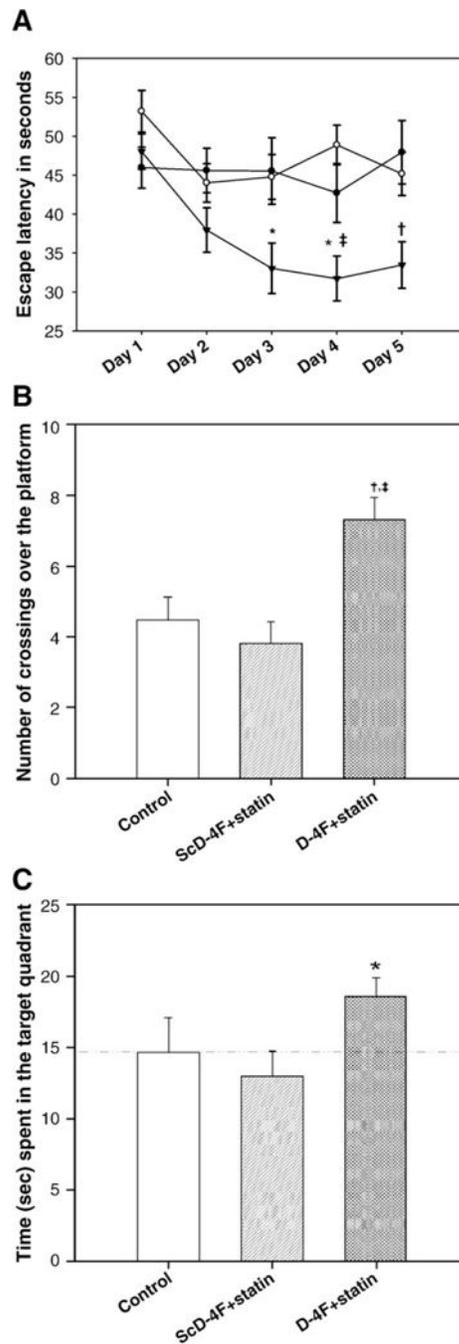 A
Escape latency in seconds
60
55
50
45
40
35
30
25
*
* ‡
†
Day 1
Day 2
Day 3
Day 4
Day 5
B
Number of crossings over the platform
10
8
6
4
2
0
†,‡
Control
ScD-4F+statin
D-4F+statin
C
Time (sec) spent in the target quadrant
25
20
15
10
5
0
*
Control
ScD-4F+statin
D-4F+statin